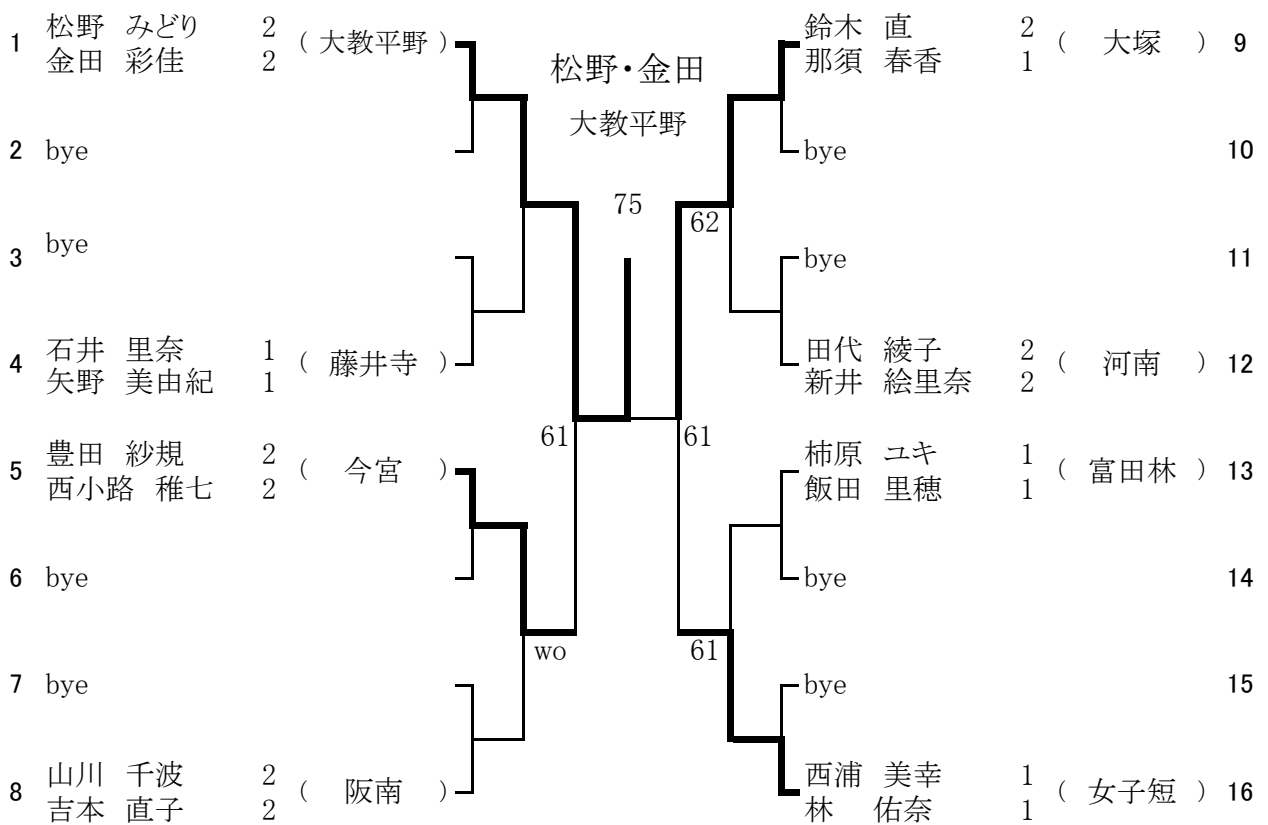 1 松野 みどり 2 ( 大教平野 )
金田 彩佳 2
2 bye
3 bye
4 石井 里奈 1 ( 藤井寺 )
矢野 美由紀 1
5 豊田 紗規 2 ( 今宮 )
西小路 稚七 2
6 bye
7 bye
8 山川 千波 2 ( 阪南 )
吉本 直子 2
松野・金田
大教平野
75
62
61
61
wo
61
鈴木 直 2 ( 大塚 ) 9
那須 春香 1
bye 10
bye 11
田代 綾子 2 ( 河南 ) 12
新井 絵里奈 2
柿原 ユキ 1 ( 富田林 ) 13
飯田 里穂 1
bye 14
bye 15
西浦 美幸 1 ( 女子短 ) 16
林 佑奈 1